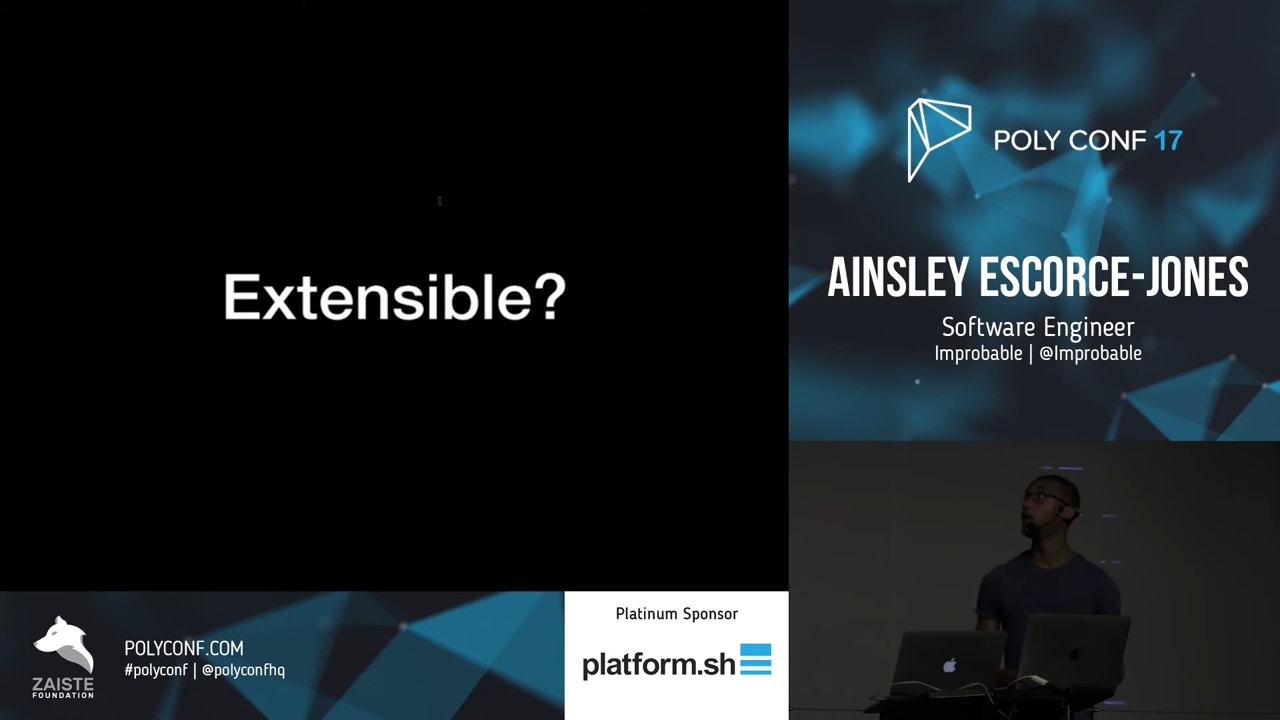 Extensible?
POLY CONF 17
AINSLEY ESCORCE-JONES
Software Engineer
Improbable | @Improbable
ZAISTE
FOUNDATION
POLYCONF.COM
#polyconf | @polyconfhq
Platinum Sponsor
platform.sh